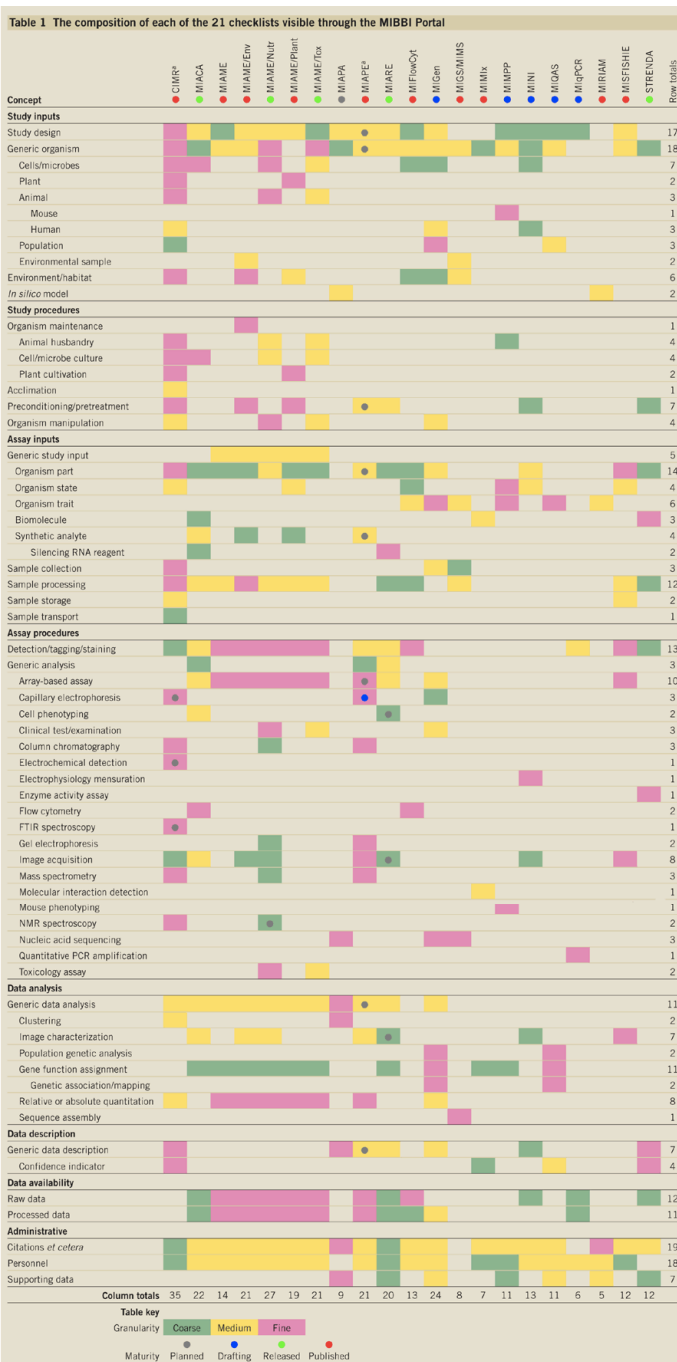 Table 1 The composition of each of the 21 checklists visible through the MIBBI Portal
Concept CIMRa MIACA MIAME MIAME/Env MIAME/Nutr MIAME/Plant MIAME/Tox MIAPA MIAPEa MIARE MIFlowCyt MIGen MIGS/MIMS MIMIx MIMPP MINI MIQAS MIqPCR MIRIAM MISFISHIE STRENDA Row totals
Study inputs
Study design 17
Generic organism 18
Cells/microbes 7
Plant 2
Animal 3
Mouse 1
Human 3
Population 3
Environmental sample 2
Environment/habitat 6
In silico model 2
Study procedures
Organism maintenance 1
Animal husbandry 4
Cell/microbe culture 4
Plant cultivation 2
Acclimation 1
Preconditioning/pretreatment 7
Organism manipulation 4
Assay inputs
Generic study input 5
Organism part 14
Organism state 4
Organism trait 6
Biomolecule 3
Synthetic analyte 4
Silencing RNA reagent 2
Sample collection 3
Sample processing 12
Sample storage 2
Sample transport 1
Assay procedures
Detection/tagging/staining 13
Generic analysis 3
Array-based assay 10
Capillary electrophoresis 3
Cell phenotyping 2
Clinical test/examination 3
Column chromatography 3
Electrochemical detection 1
Electrophysiology mensuration 1
Enzyme activity assay 1
Flow cytometry 2
FTIR spectroscopy 1
Gel electrophoresis 2
Image acquisition 8
Mass spectrometry 3
Molecular interaction detection 1
Mouse phenotyping 1
NMR spectroscopy 2
Nucleic acid sequencing 3
Quantitative PCR amplification 1
Toxicology assay 2
Data analysis
Generic data analysis 11
Clustering 2
Image characterization 7
Population genetic analysis 2
Gene function assignment 11
Genetic association/mapping 2
Relative or absolute quantitation 8
Sequence assembly 1
Data description
Generic data description 7
Confidence indicator 4
Data availability
Raw data 12
Processed data 11
Administrative
Citations et cetera 19
Personnel 18
Supporting data 7
Column totals 35 22 14 21 27 19 21 9 21 20 13 24 8 7 11 13 11 6 5 12 12
Table key
Granularity Coarse Medium Fine
Maturity Planned Drafting Released Published